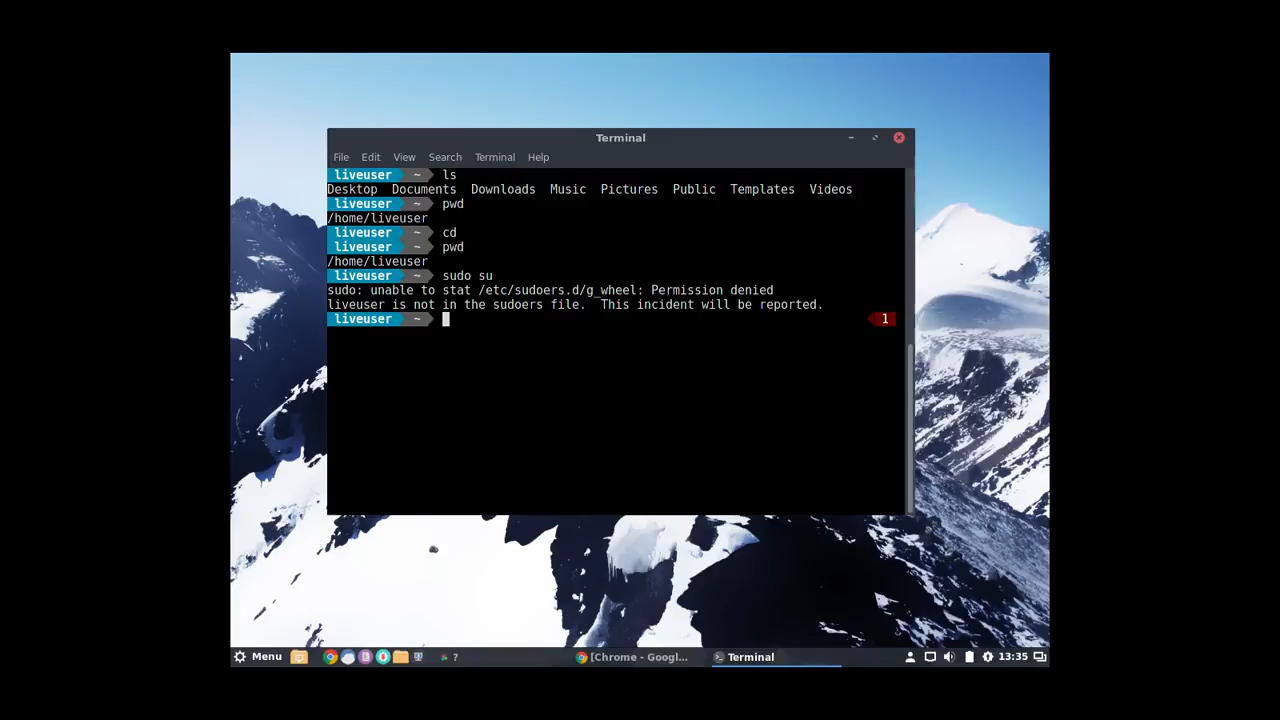 Terminal
File Edit View Search Terminal Help
liveuser ~ ls
Desktop Documents Downloads Music Pictures Public Templates Videos
liveuser ~ pwd
/home/liveuser
liveuser ~ cd
liveuser ~ pwd
/home/liveuser
liveuser ~ sudo su
sudo: unable to stat /etc/sudoers.d/g_wheel: Permission denied
liveuser is not in the sudoers file.  This incident will be reported.
liveuser ~ 1
Menu ? [Chrome - Googl... Terminal 13:35